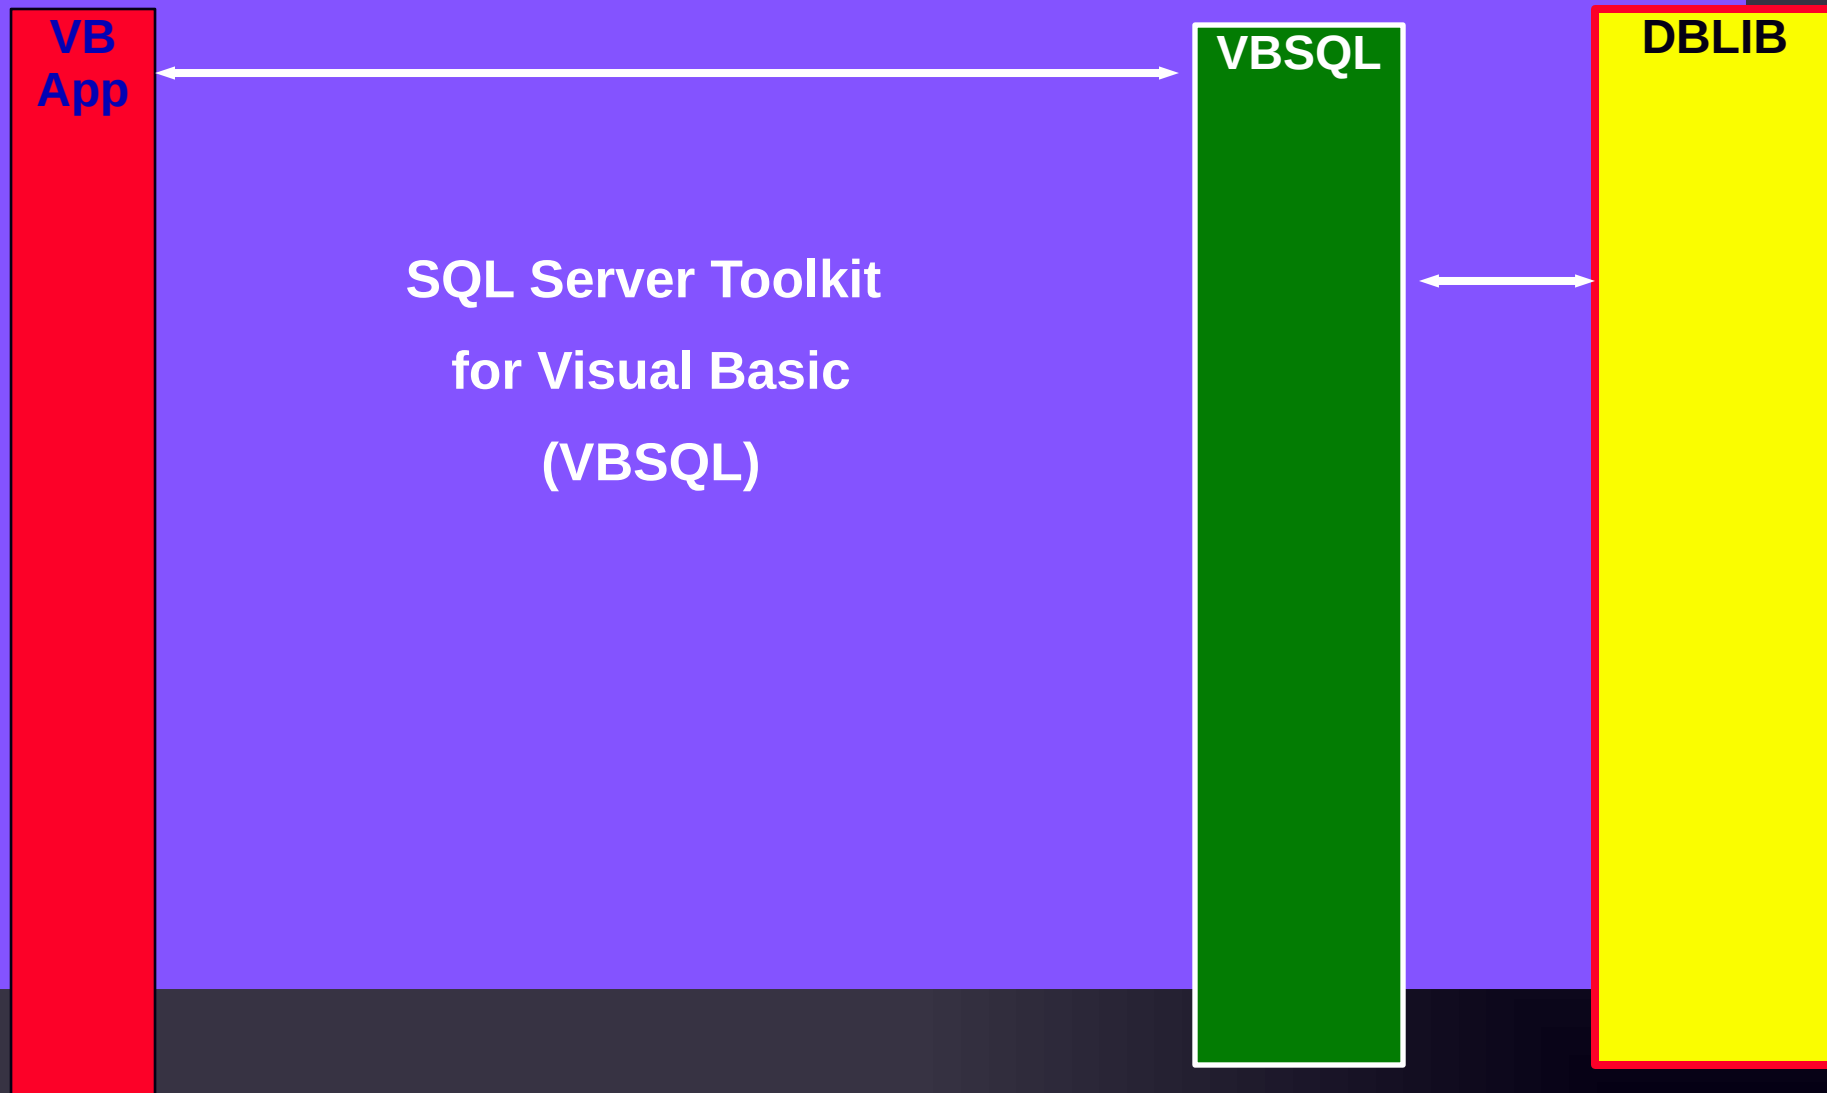 VB
App
VBSQL
DBLIB
SQL Server Toolkit
for Visual Basic
(VBSQL)